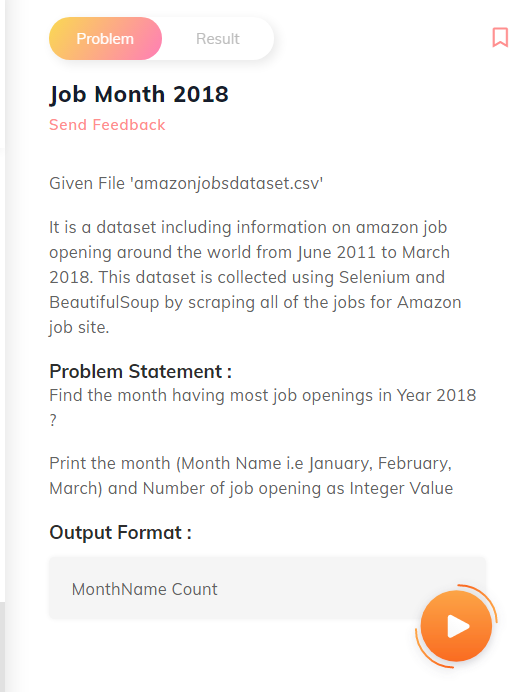 Problem
Result
Job Month 2018
Send Feedback
Given File 'amazonjobsdataset.csv'
It is a dataset including information on amazon job
opening around the world from June 2011 to March
2018. This dataset is collected using Selenium and
BeautifulSoup by scraping all of the jobs for Amazon
job site.
Problem Statement :
Find the month having most job openings in Year 2018
?
Print the month (Month Name i.e January, February,
March) and Number of job opening as Integer Value
Output Format :
MonthName Count